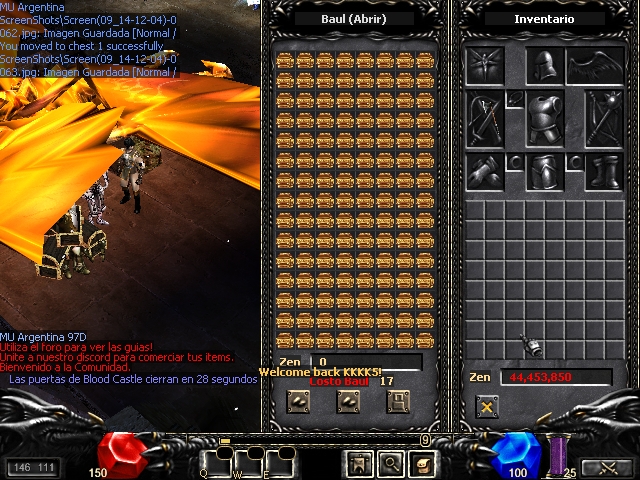 MU Argentina
ScreenShots\Screen(09_14-12-04)-0
062.jpg: Imagen Guardada [Normal /
You moved to chest 1 successfully
ScreenShots\Screen(09_14-12-04)-0
063.jpg: Imagen Guardada [Normal /
Baul (Abrir)
Inventario
MU Argentina 97D
Utiliza el foro para ver las guias!
Unite a nuestro discord para comerciar tus items.
Bienvenido a la Comunidad.
Las puertas de Blood Castle cierran en 28 segundos
Zen 0
Welcome back KKKK5!
Losto Baul 17
Zen 44,453,850
146 111
150
Q W E
9
100
25